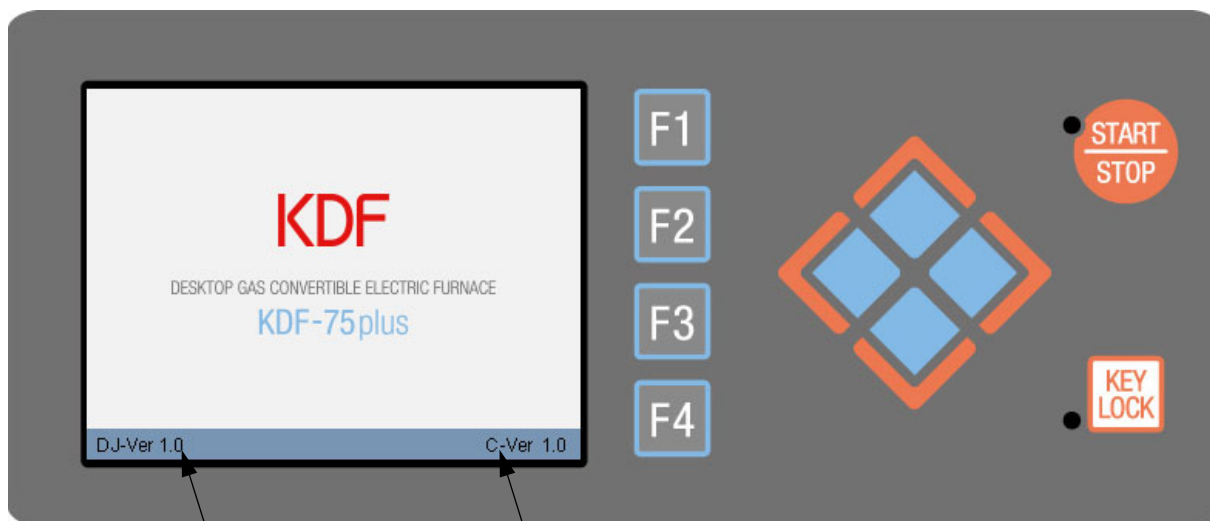 KDF
DESKTOP GAS CONVERTIBLE ELECTRIC FURNACE
KDF-75plus
DJ-Ver 1.0
C-Ver 1.0
F1
F2
F3
F4
START
STOP
KEY
LOCK